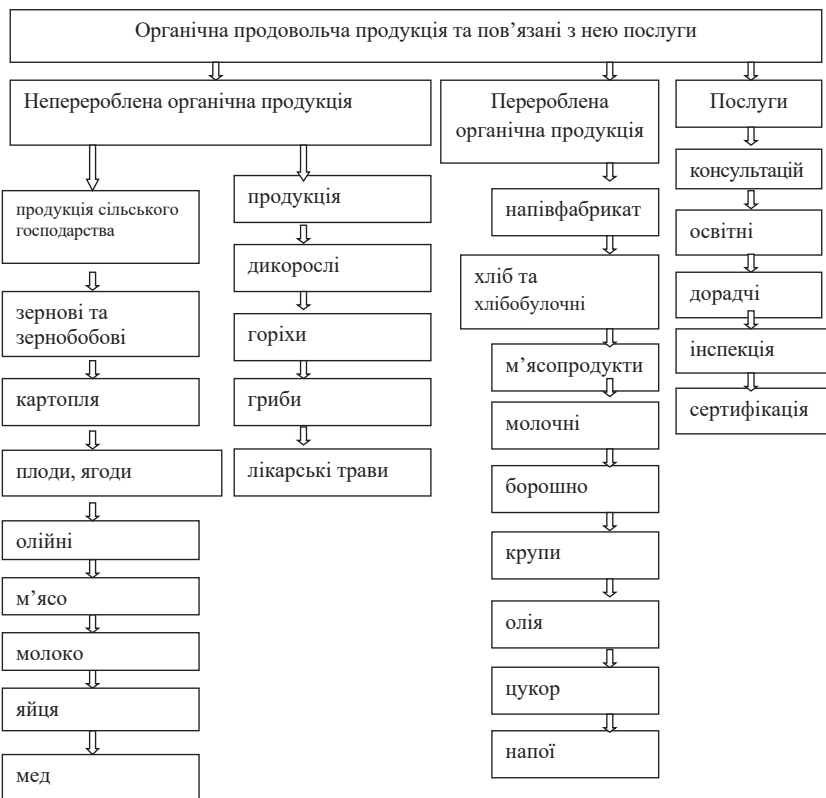 Органічна продовольча продукція та пов’язані з нею послуги
Неперероблена органічна продукція
Перероблена
органічна продукція
Послуги
продукція сільського
господарства
зернові та
зернобобові
картопля
плоди, ягоди
олійні
м’ясо
молоко
яйця
мед
продукція
дикорослі
горіхи
гриби
лікарські трави
напівфабрикат
хліб та
хлібобулочні
м’ясопродукти
молочні
борошно
крупи
олія
цукор
напої
консультацій
освітні
дорадчі
інспекція
сертифікація